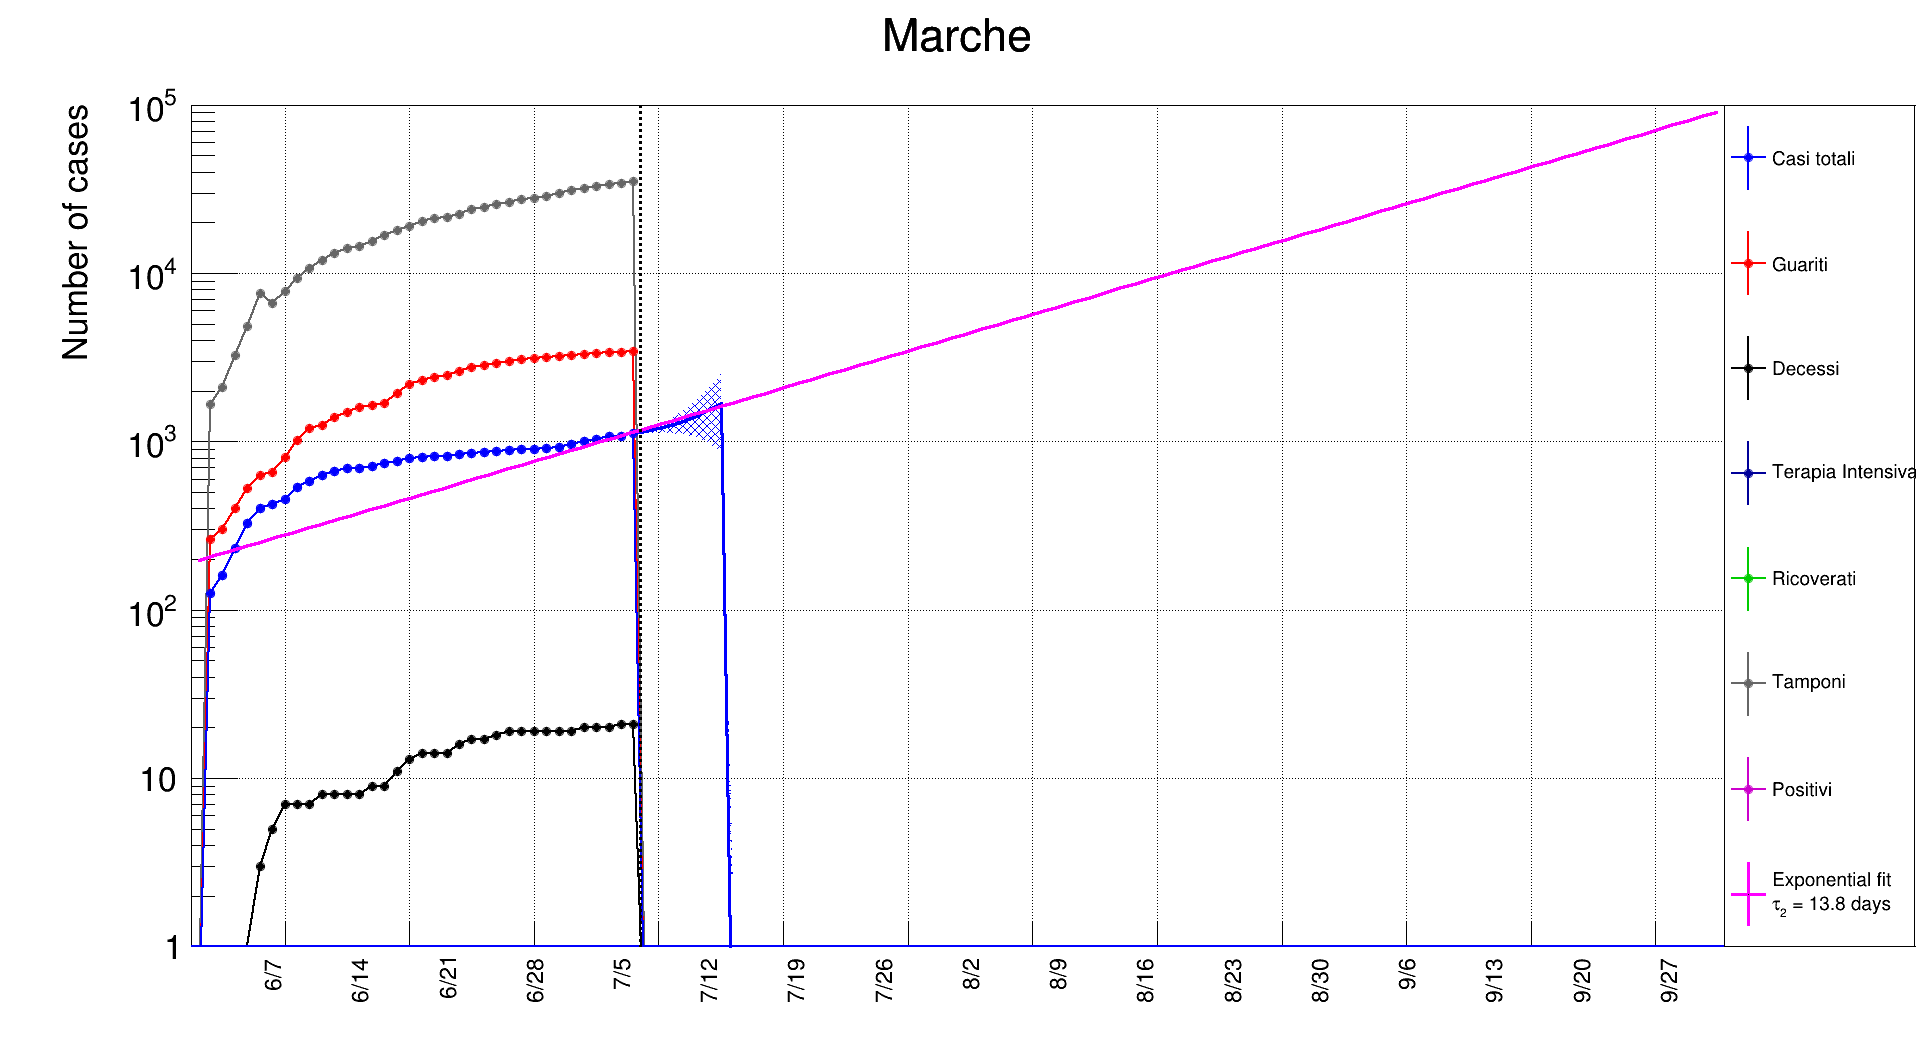 Marche
Number of cases
10^5
10^4
10^3
10^2
10
1
6/7
6/14
6/21
6/28
7/5
7/12
7/19
7/26
8/2
8/9
8/16
8/23
8/30
9/6
9/13
9/20
9/27
Casi totali
Guariti
Decessi
Terapia Intensiva
Ricoverati
Tamponi
Positivi
Exponential fit
τ₂ = 13.8 days